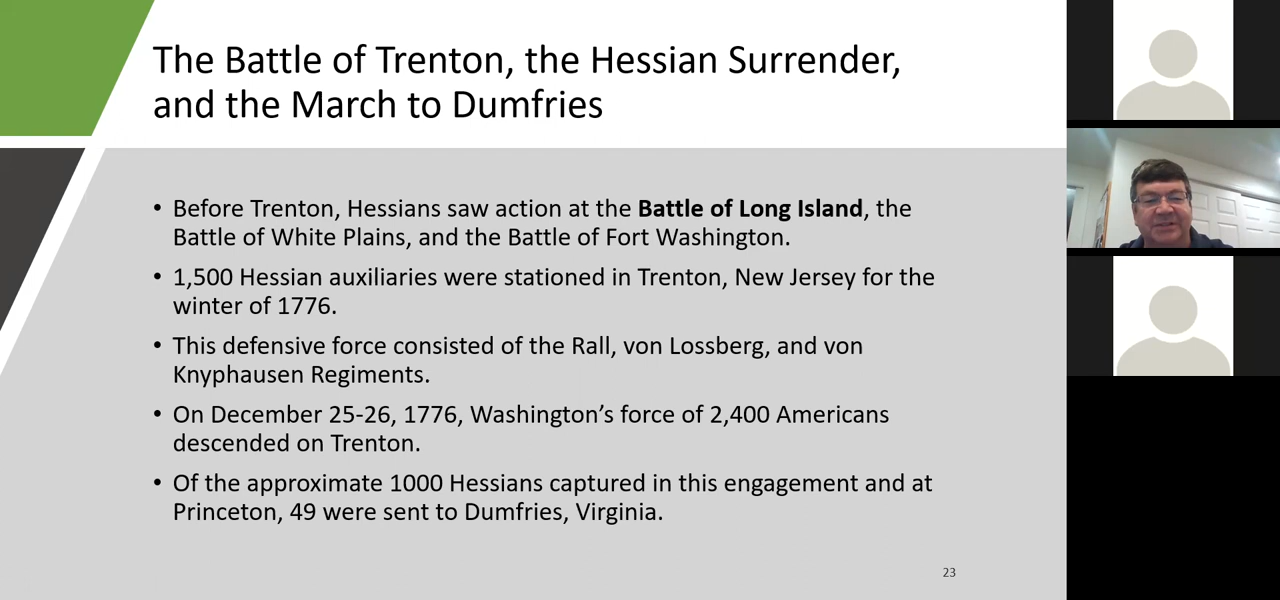 The Battle of Trenton, the Hessian Surrender,
and the March to Dumfries
• Before Trenton, Hessians saw action at the Battle of Long Island, the
Battle of White Plains, and the Battle of Fort Washington.
• 1,500 Hessian auxiliaries were stationed in Trenton, New Jersey for the
winter of 1776.
• This defensive force consisted of the Rall, von Lossberg, and von
Knyphausen Regiments.
• On December 25-26, 1776, Washington’s force of 2,400 Americans
descended on Trenton.
• Of the approximate 1000 Hessians captured in this engagement and at
Princeton, 49 were sent to Dumfries, Virginia.
23